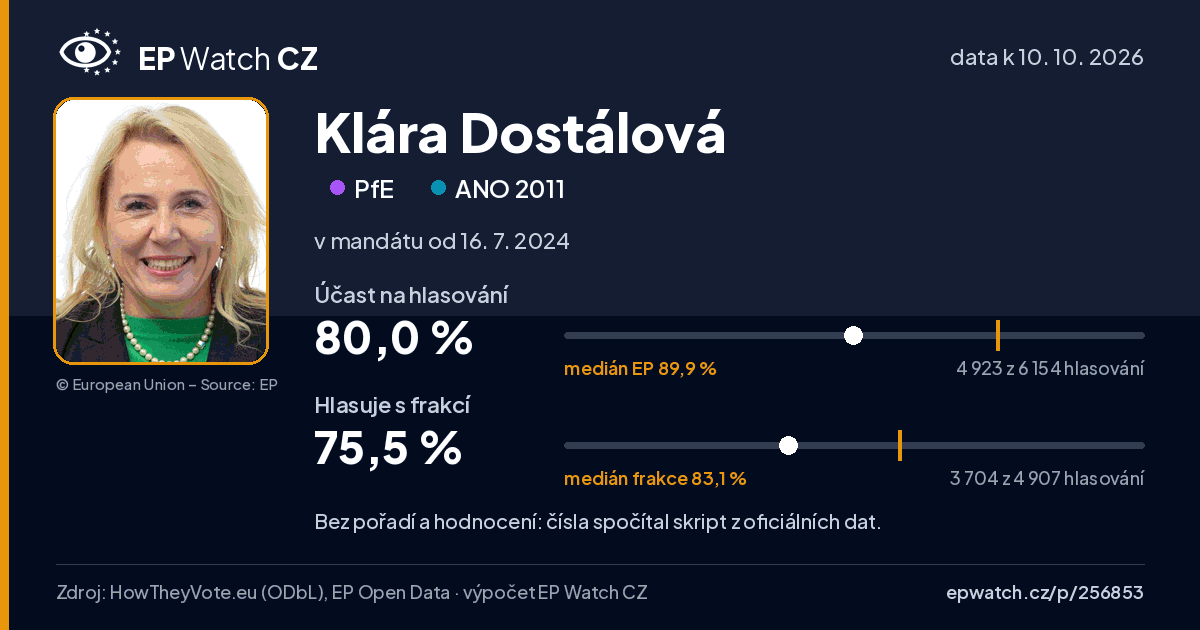 EP Watch CZ
data k 10. 10. 2026
Klára Dostálová
PfE ANO 2011
v mandátu od 16. 7. 2024
Účast na hlasování
80,0 %
medián EP 89,9 %
4 923 z 6 154 hlasování
© European Union – Source: EP
Hlasuje s frakcí
75,5 %
medián frakce 83,1 %
3 704 z 4 907 hlasování
Bez pořadí a hodnocení: čísla spočítal skript z oficiálních dat.
Zdroj: HowTheyVote.eu (ODbL), EP Open Data · výpočet EP Watch CZ
epwatch.cz/p/256853